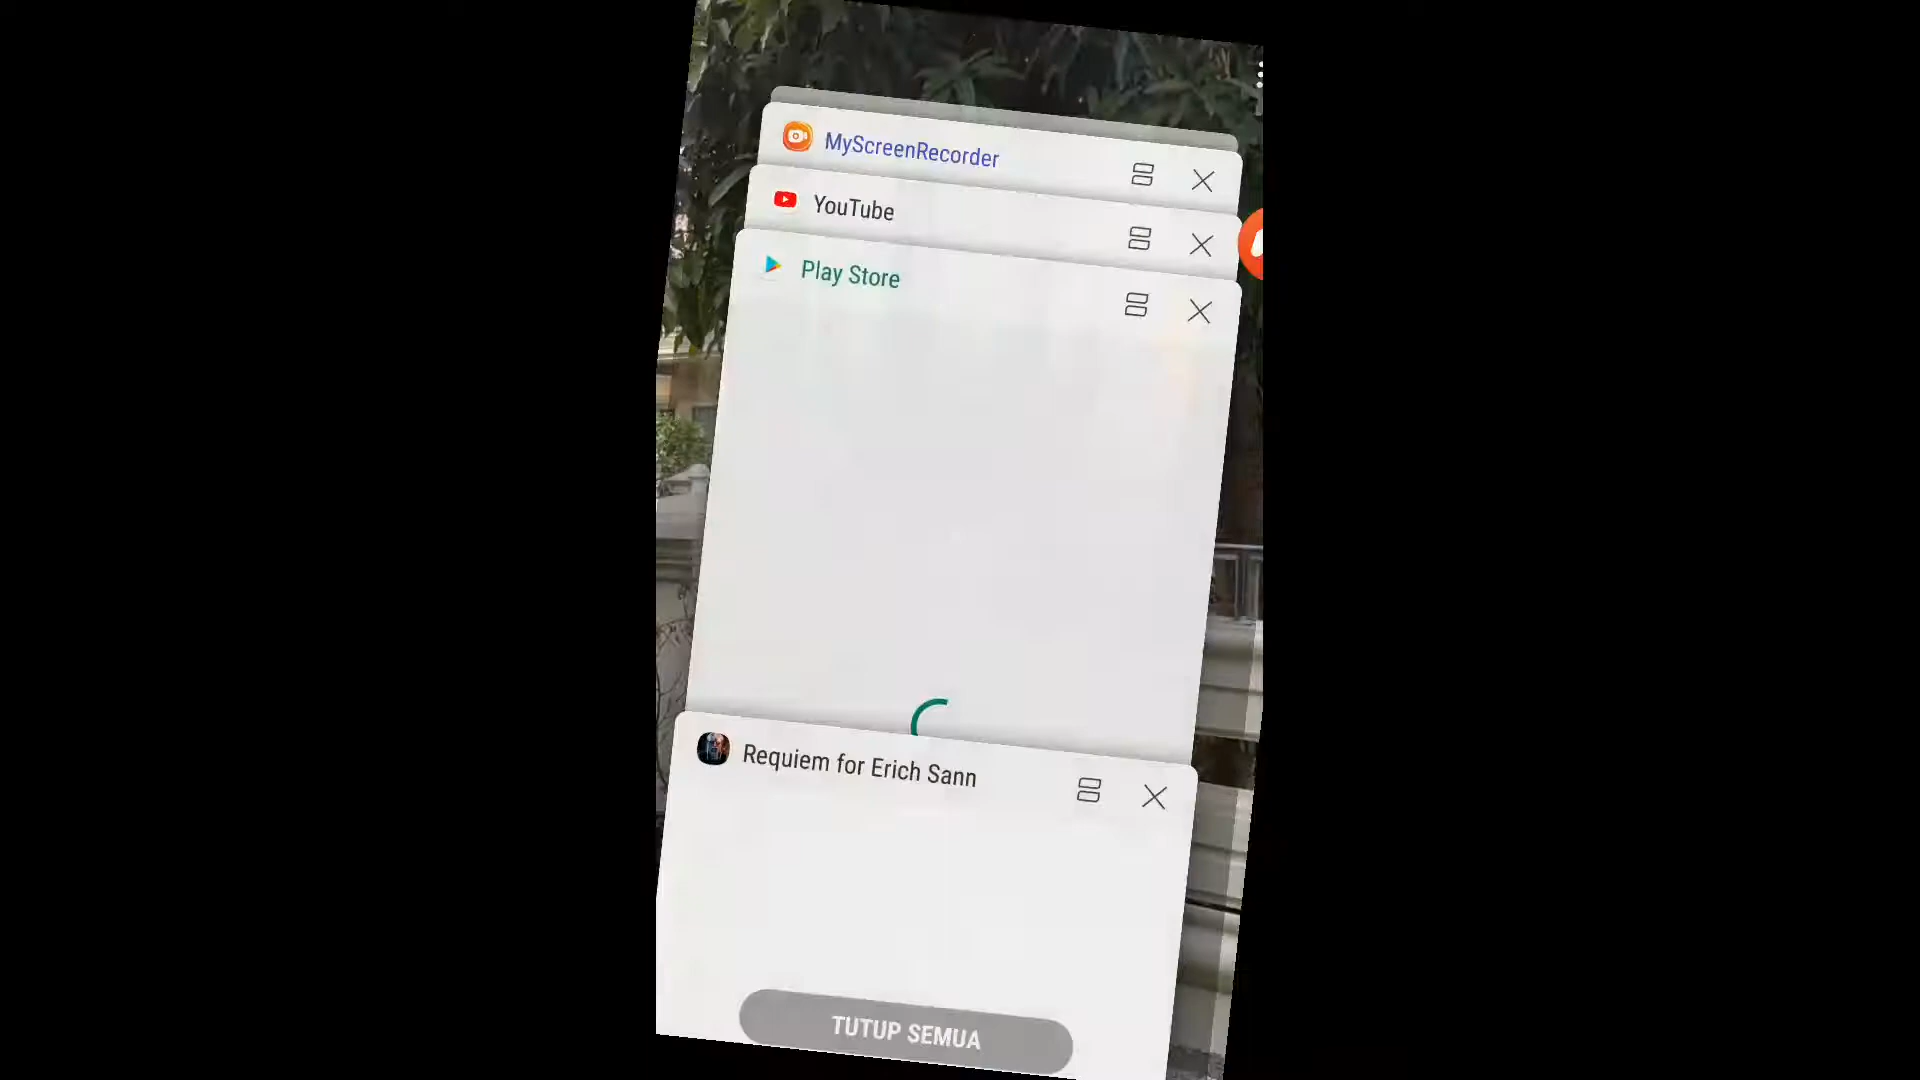 MyScreenRecorder
YouTube
Play Store
Requiem for Erich Sann
TUTUP SEMUA